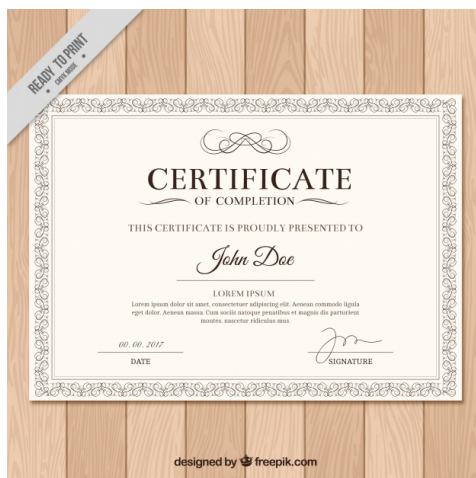 READY TO PRINT
CMYK MODE
CERTIFICATE
OF COMPLETION
THIS CERTIFICATE IS PROUDLY PRESENTED TO
John Doe
LOREM IPSUM
Lorem ipsum dolor sit amet, consectetuer adipiscing elit. Aenean commodo ligula
eget dolor. Aenean massa. Cum sociis natoque penatibus et magnis dis parturient
montes, nascetur ridiculus mus.
00. 00. 2017
DATE
SIGNATURE
designed by freepik.com